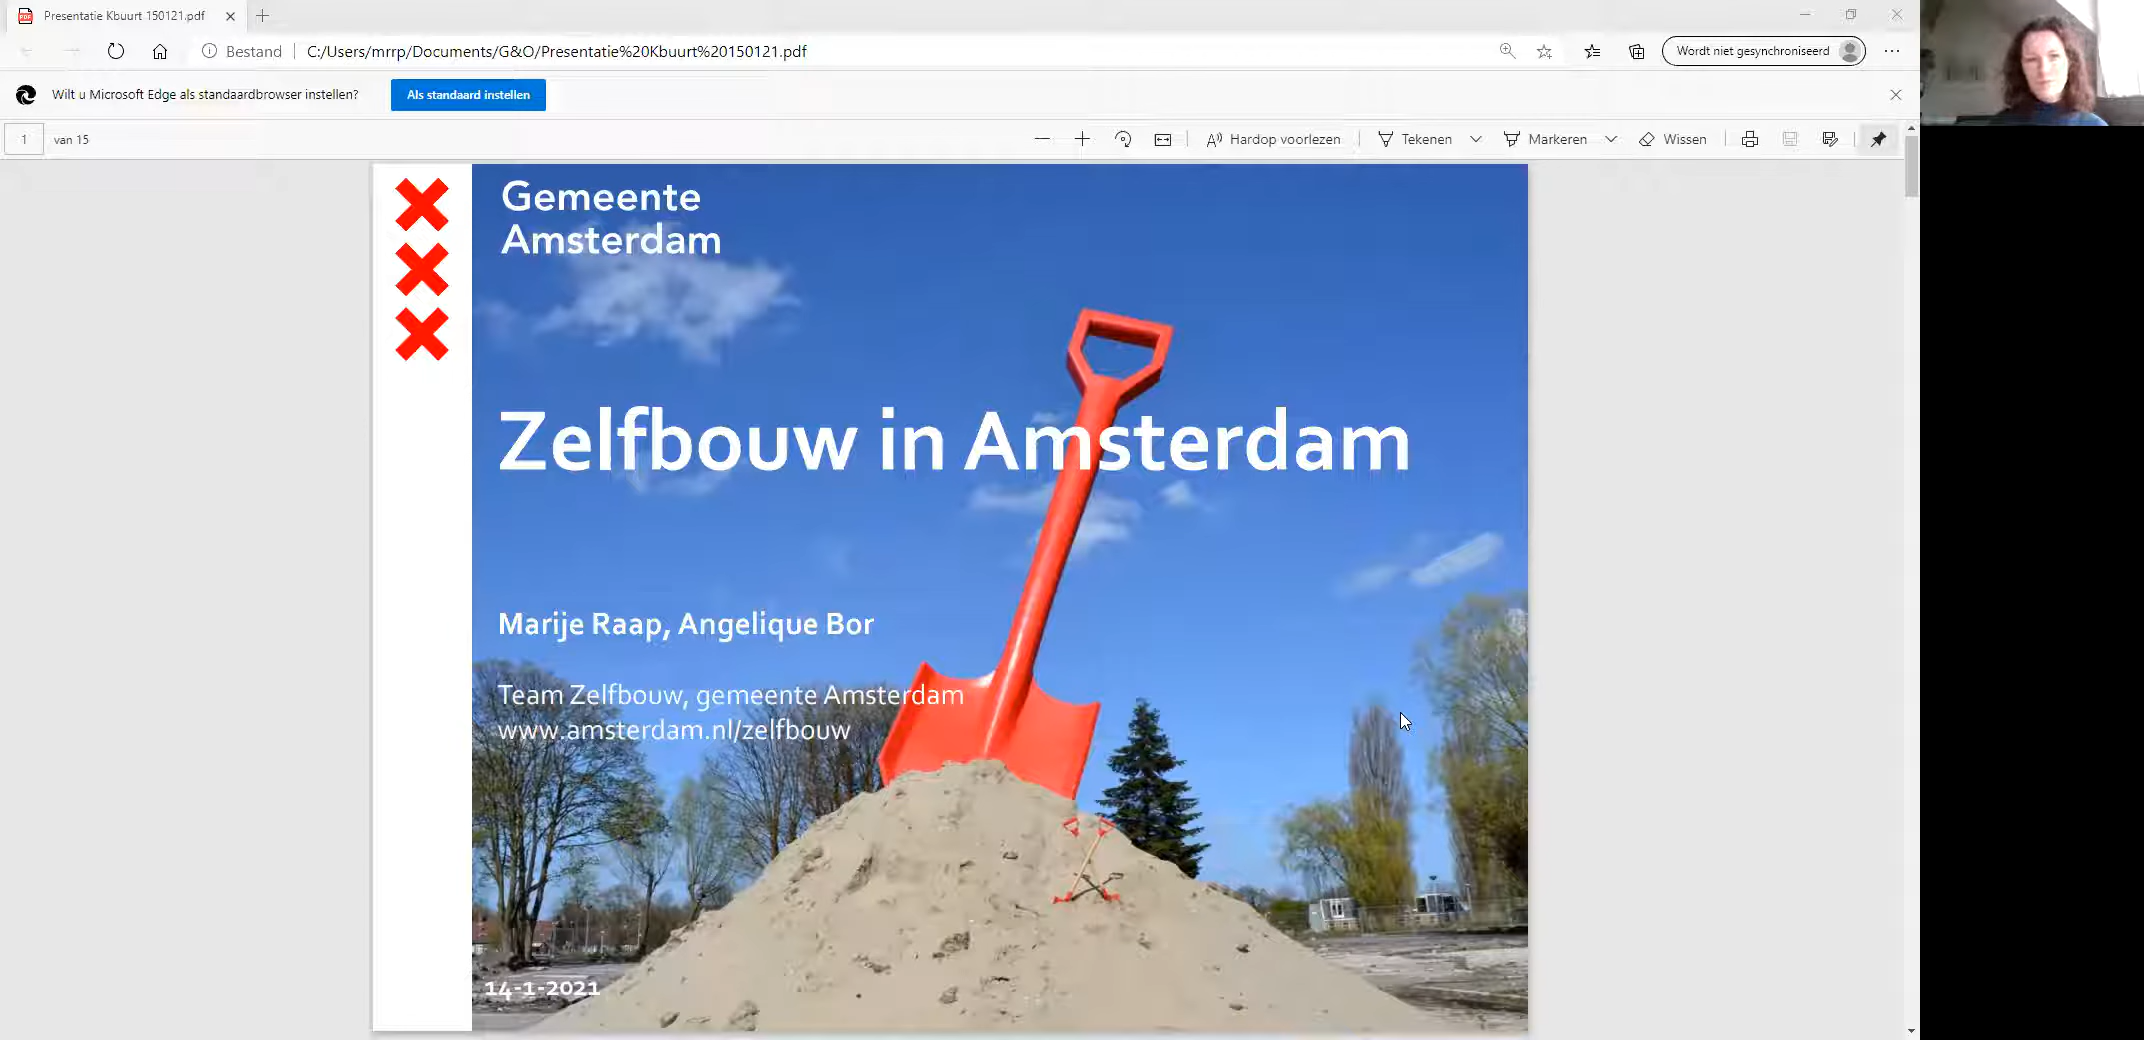 Presentatie Kbuurt 150121.pdf
Bestand
C:/Users/mrrp/Documents/G&O/Presentatie%20Kbuurt%20150121.pdf
Wordt niet gesynchroniseerd
Wilt u Microsoft Edge als standaardbrowser instellen?
Als standaard instellen
1 van 15
Hardop voorlezen
Tekenen
Markeren
Wissen
Gemeente
Amsterdam
Zelfbouw in Amsterdam
Marije Raap, Angelique Bor
Team Zelfbouw, gemeente Amsterdam
www.amsterdam.nl/zelfbouw
14-1-2021